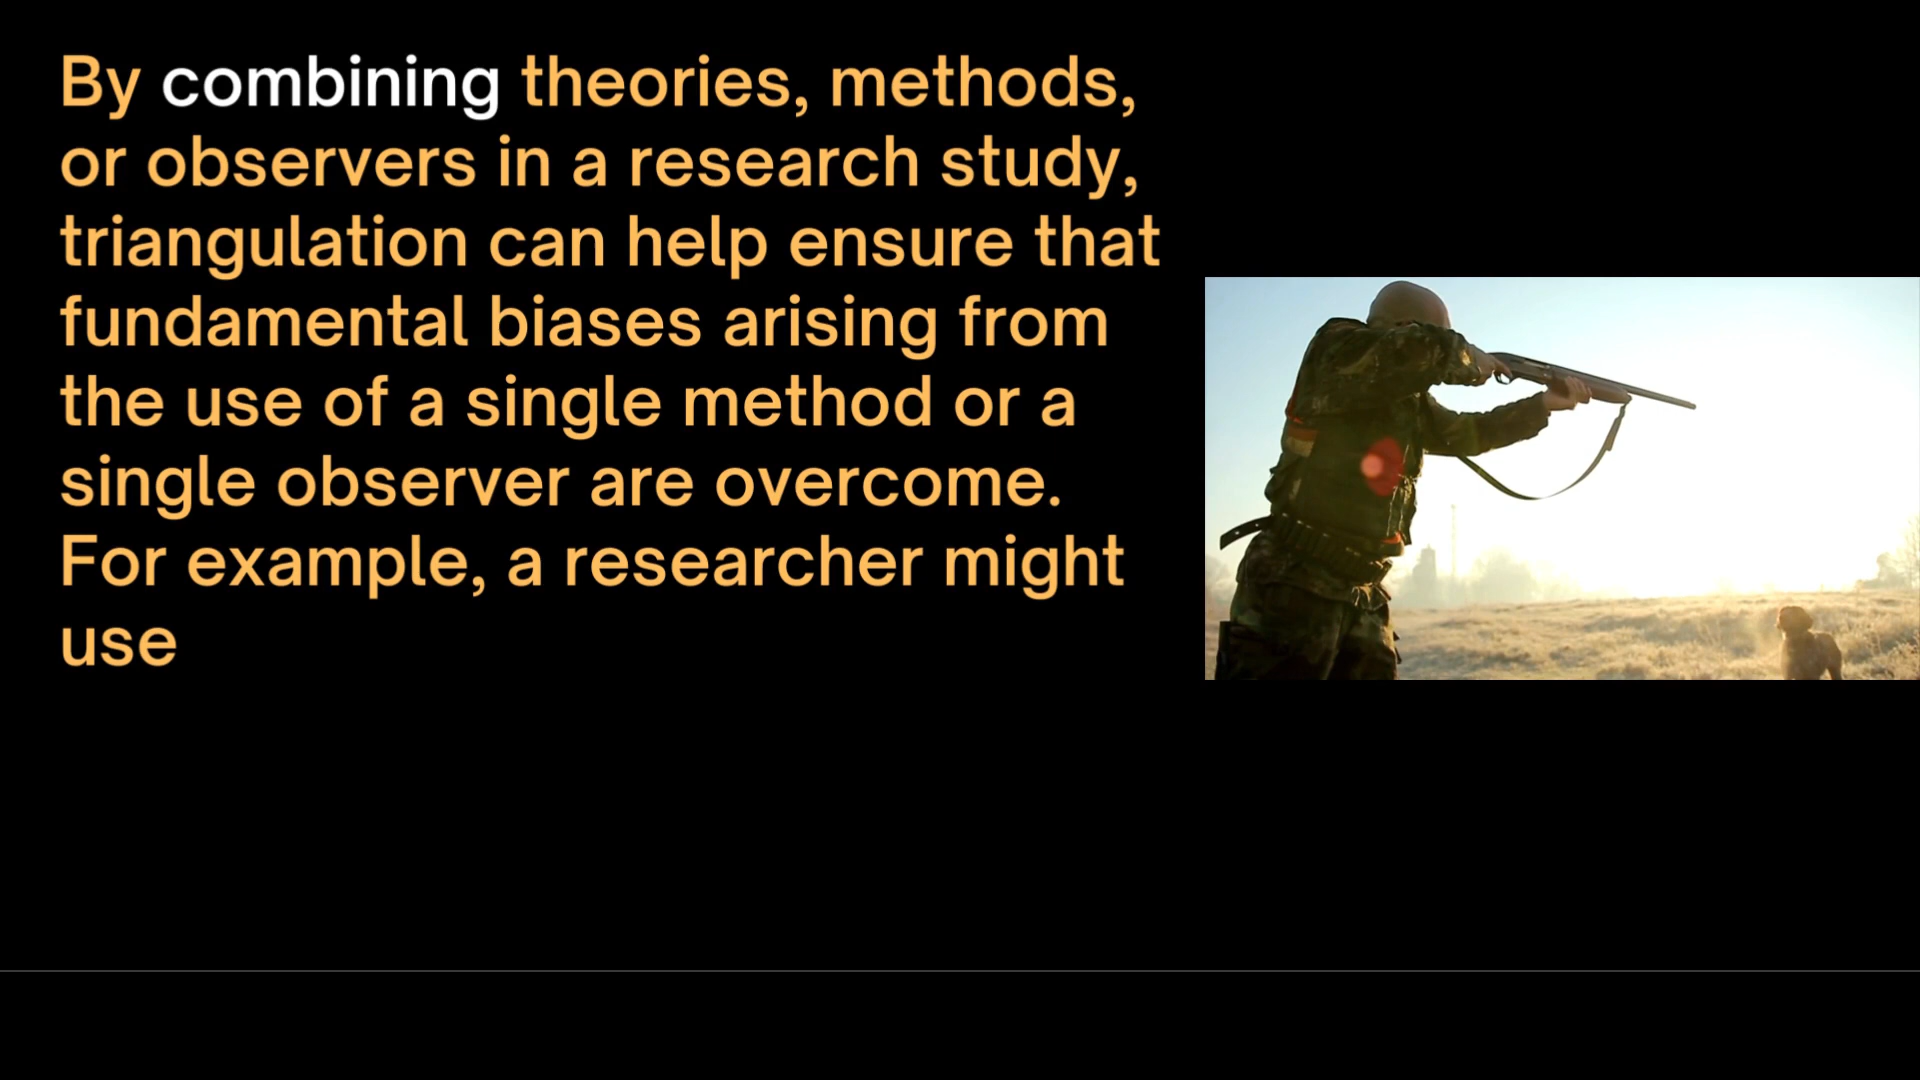 By combining theories, methods,
or observers in a research study,
triangulation can help ensure that
fundamental biases arising from
the use of a single method or a
single observer are overcome.
For example, a researcher might
use